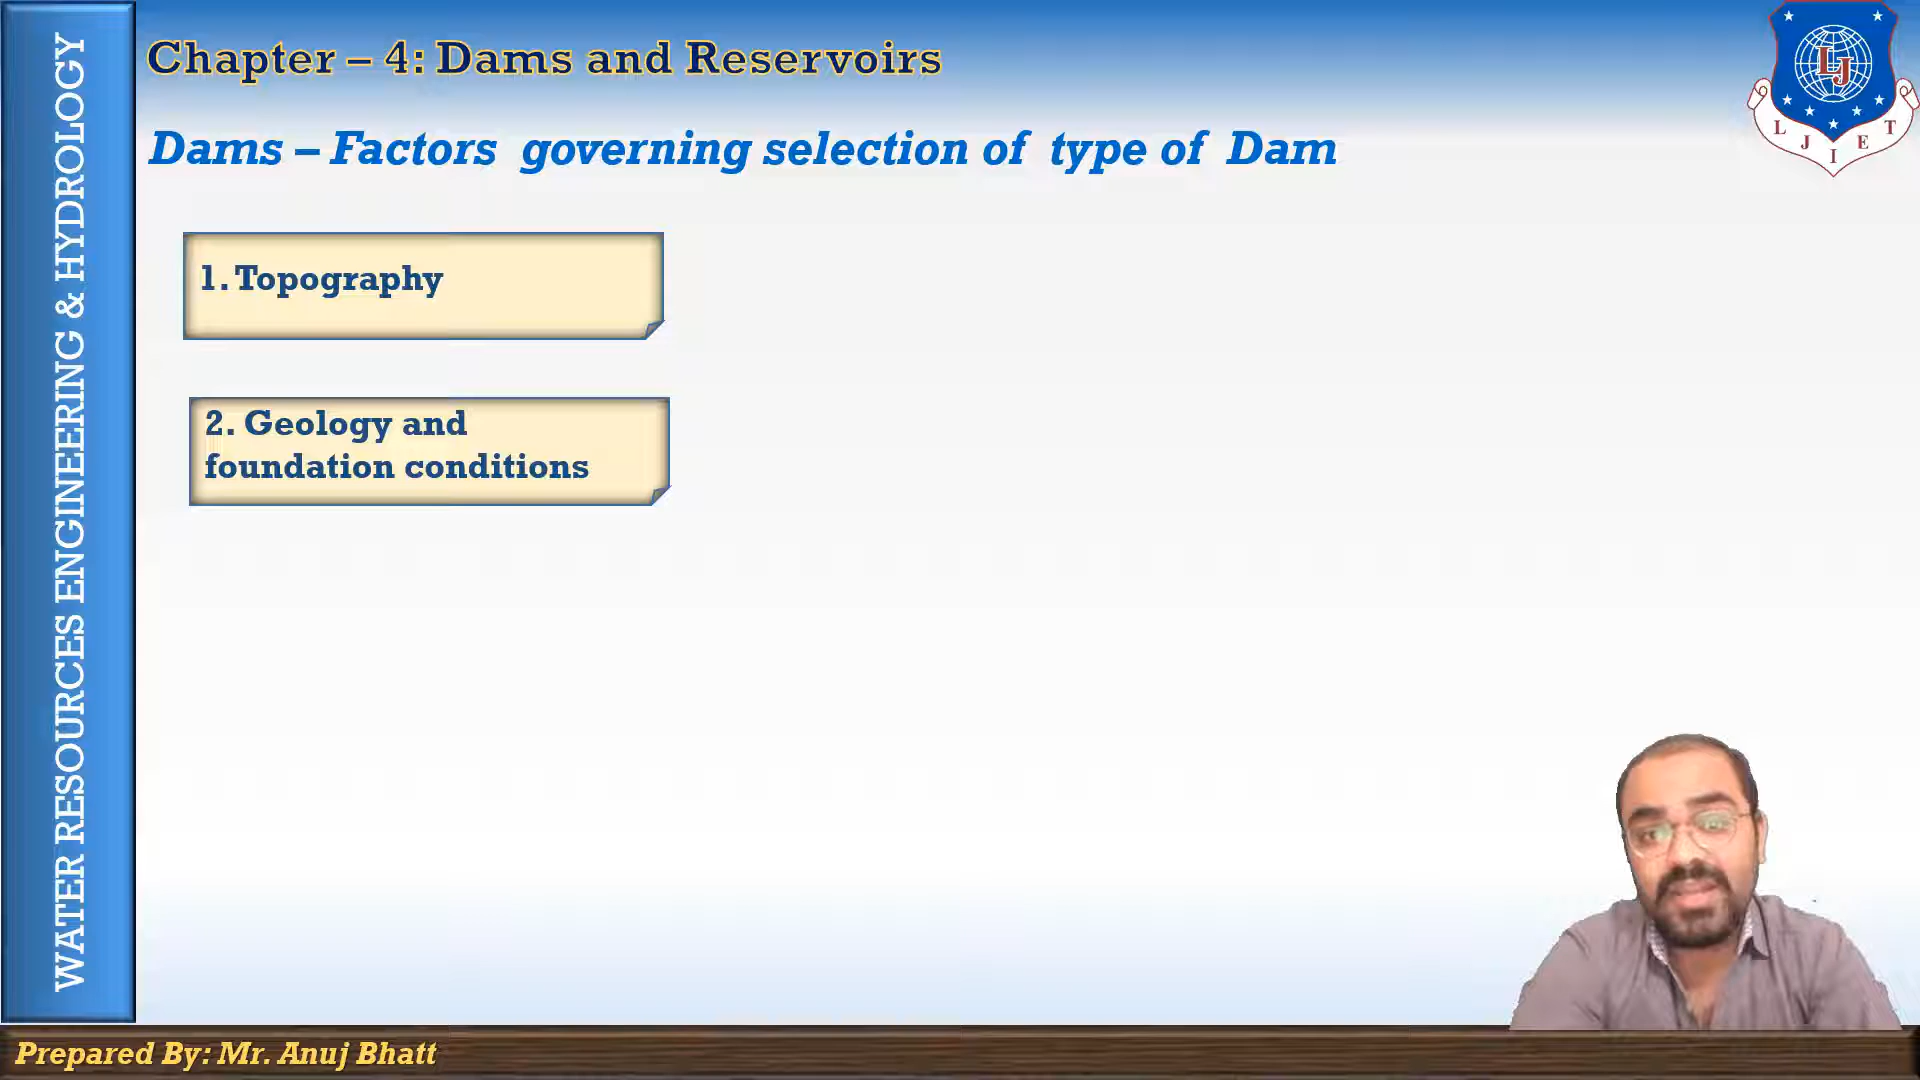 WATER RESOURCES ENGINEERING & HYDROLOGY
Chapter – 4: Dams and Reservoirs
Dams – Factors governing selection of type of Dam
1. Topography
2. Geology and
foundation conditions
LJ
L J I E T
Prepared By: Mr. Anuj Bhatt